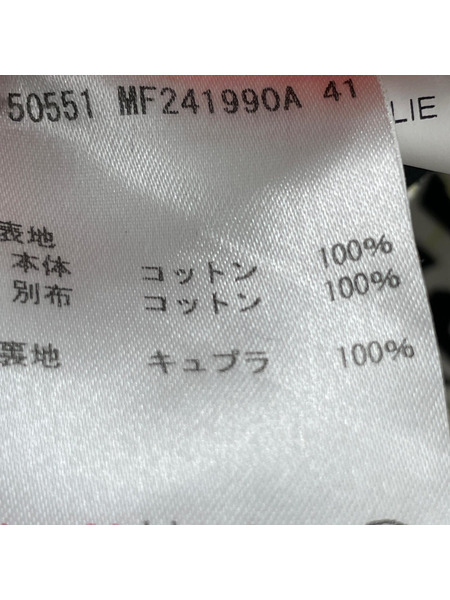 50551 MF241990A 41
LIE
表地
本体 コットン 100%
別布 コットン 100%
裏地 キュプラ 100%